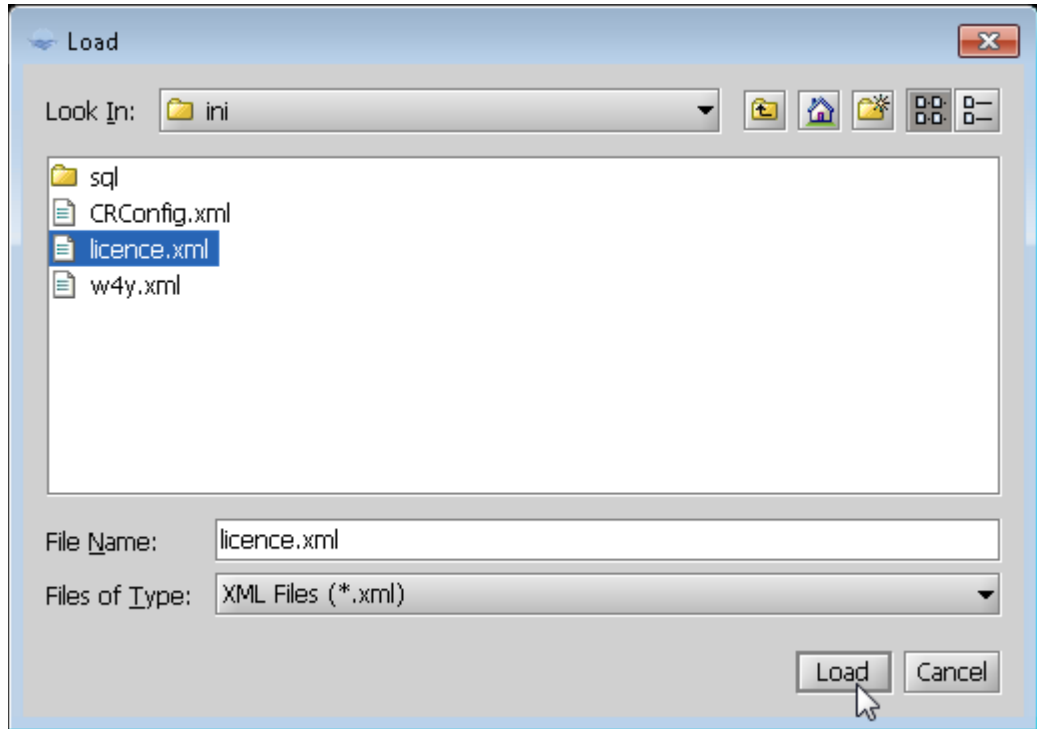 Load
Look In: ini
sql
CRConfig.xml
licence.xml
w4y.xml
File Name: licence.xml
Files of Type: XML Files (*.xml)
Load Cancel